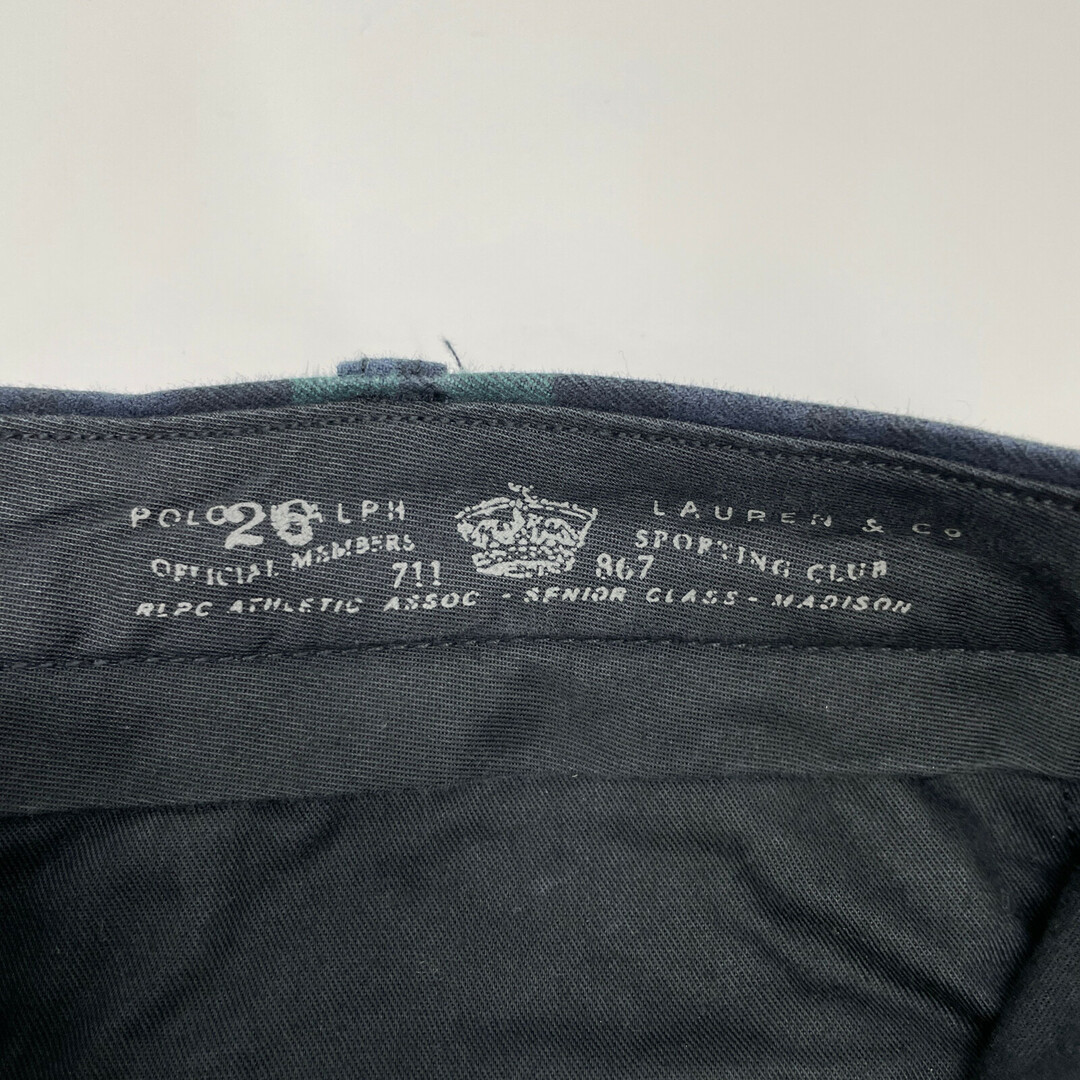 POLO RALPH LAUREN & CO
26
OFFICIAL MEMBERS SPORTING CLUB
711 867
RLPC ATHLETIC ASSOC - SENIOR CLASS - MADISON